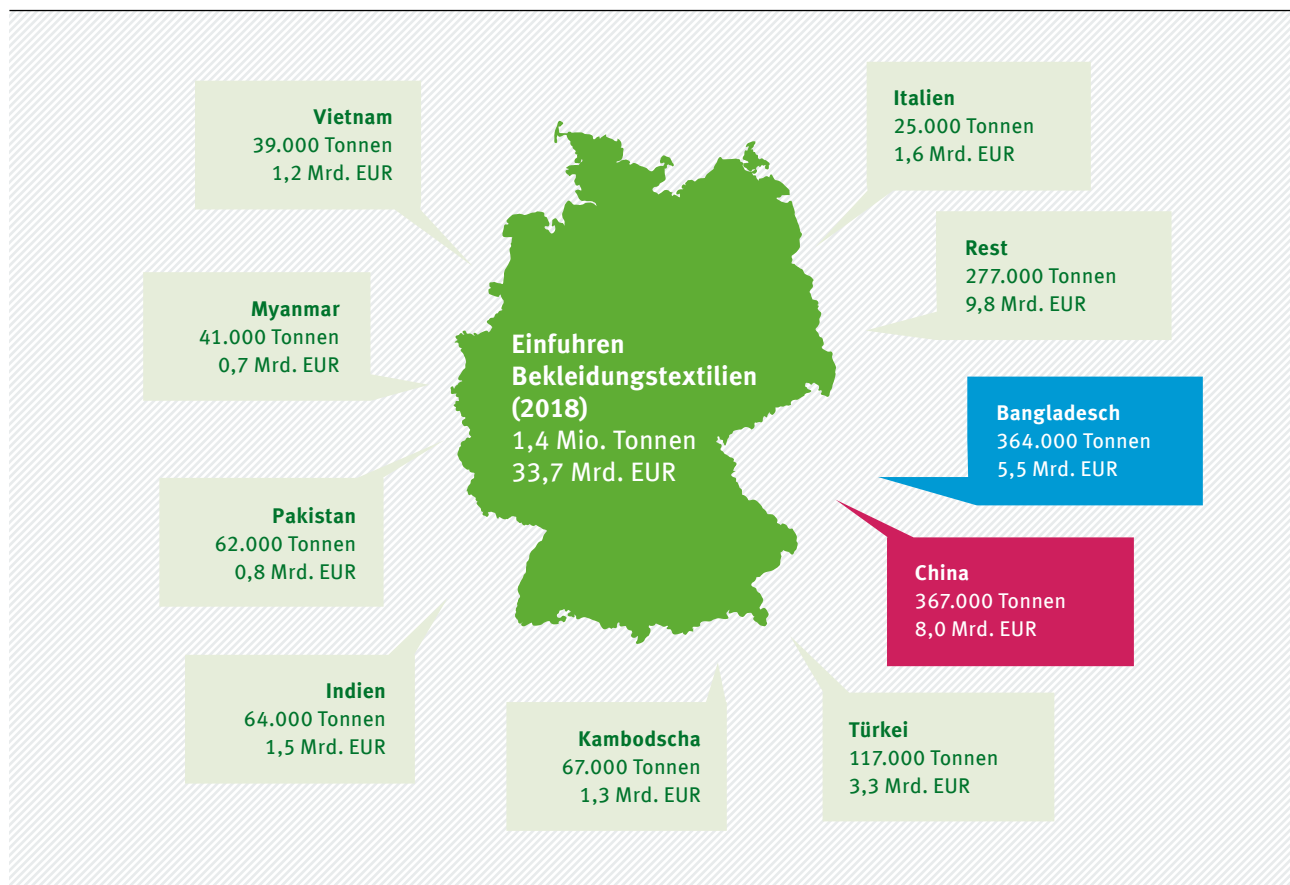 Vietnam
39.000 Tonnen
1,2 Mrd. EUR
Italien
25.000 Tonnen
1,6 Mrd. EUR
Rest
277.000 Tonnen
9,8 Mrd. EUR
Myanmar
41.000 Tonnen
0,7 Mrd. EUR
Einfuhren
Bekleidungstextilien
(2018)
1,4 Mio. Tonnen
33,7 Mrd. EUR
Bangladesch
364.000 Tonnen
5,5 Mrd. EUR
Pakistan
62.000 Tonnen
0,8 Mrd. EUR
China
367.000 Tonnen
8,0 Mrd. EUR
Indien
64.000 Tonnen
1,5 Mrd. EUR
Kambodscha
67.000 Tonnen
1,3 Mrd. EUR
Türkei
117.000 Tonnen
3,3 Mrd. EUR